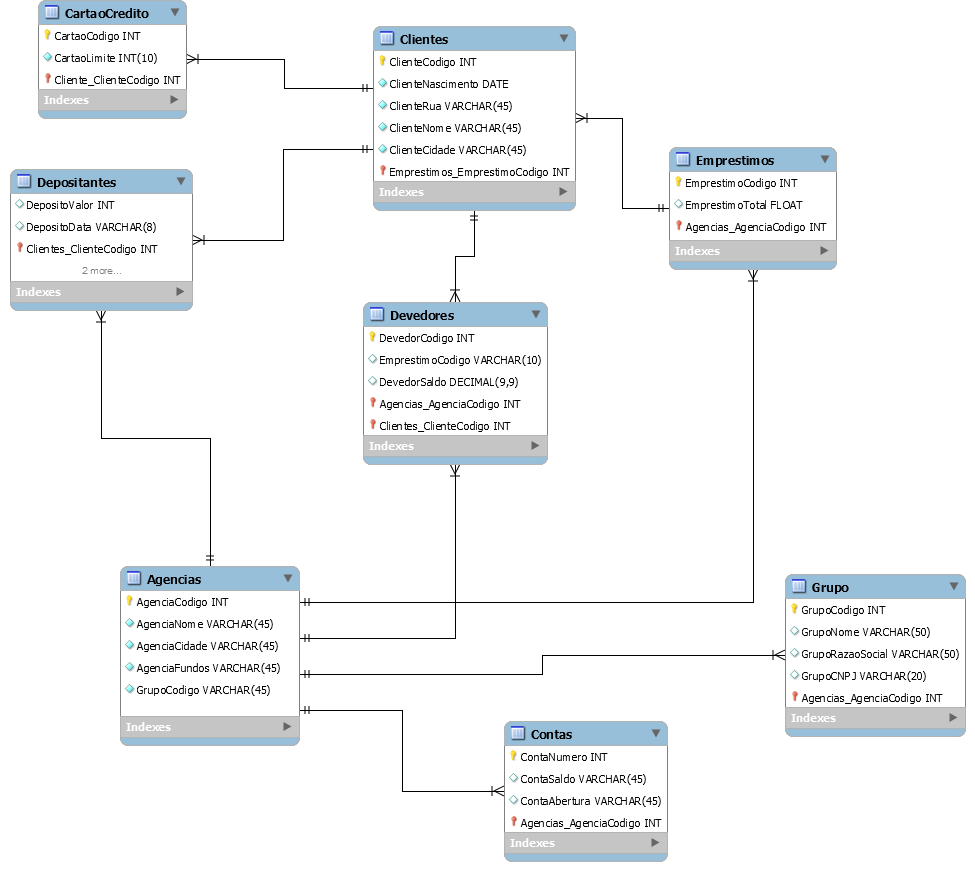 CartaoCredito
CartaoCodigo INT
CartaoLimite INT(10)
Cliente_ClienteCodigo INT
Indexes
Clientes
ClienteCodigo INT
ClienteNascimento DATE
ClienteRua VARCHAR(45)
ClienteNome VARCHAR(45)
ClienteCidade VARCHAR(45)
Emprestimos_EmprestimoCodigo INT
Indexes
Emprestimos
EmprestimoCodigo INT
EmprestimoTotal FLOAT
Agencias_AgenciaCodigo INT
Indexes
Depositantes
DepositoValor INT
DepositoData VARCHAR(8)
Clientes_ClienteCodigo INT
2 more...
Indexes
Devedores
DevedorCodigo INT
EmprestimoCodigo VARCHAR(10)
DevedorSaldo DECIMAL(9,9)
Agencias_AgenciaCodigo INT
Clientes_ClienteCodigo INT
Indexes
Agencias
AgenciaCodigo INT
AgenciaNome VARCHAR(45)
AgenciaCidade VARCHAR(45)
AgenciaFundos VARCHAR(45)
GrupoCodigo VARCHAR(45)
Indexes
Grupo
GrupoCodigo INT
GrupoNome VARCHAR(50)
GrupoRazaoSocial VARCHAR(50)
GrupoCNPJ VARCHAR(20)
Agencias_AgenciaCodigo INT
Indexes
Contas
ContaNumero INT
ContaSaldo VARCHAR(45)
ContaAbertura VARCHAR(45)
Agencias_AgenciaCodigo INT
Indexes